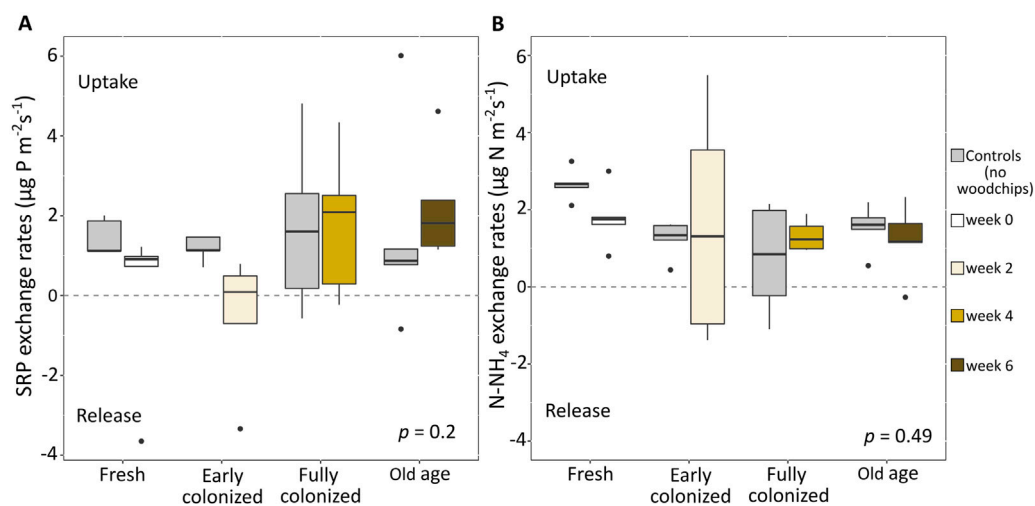 A
SRP exchange rates (µg P m⁻²s⁻¹)
6
4
2
0
-2
-4
Uptake
Release
p = 0.2
Fresh
Early
colonized
Fully
colonized
Old age
B
N-NH₄ exchange rates (µg N m⁻²s⁻¹)
6
4
2
0
-2
-4
Uptake
Release
p = 0.49
Fresh
Early
colonized
Fully
colonized
Old age
Controls
(no
woodchips)
week 0
week 2
week 4
week 6